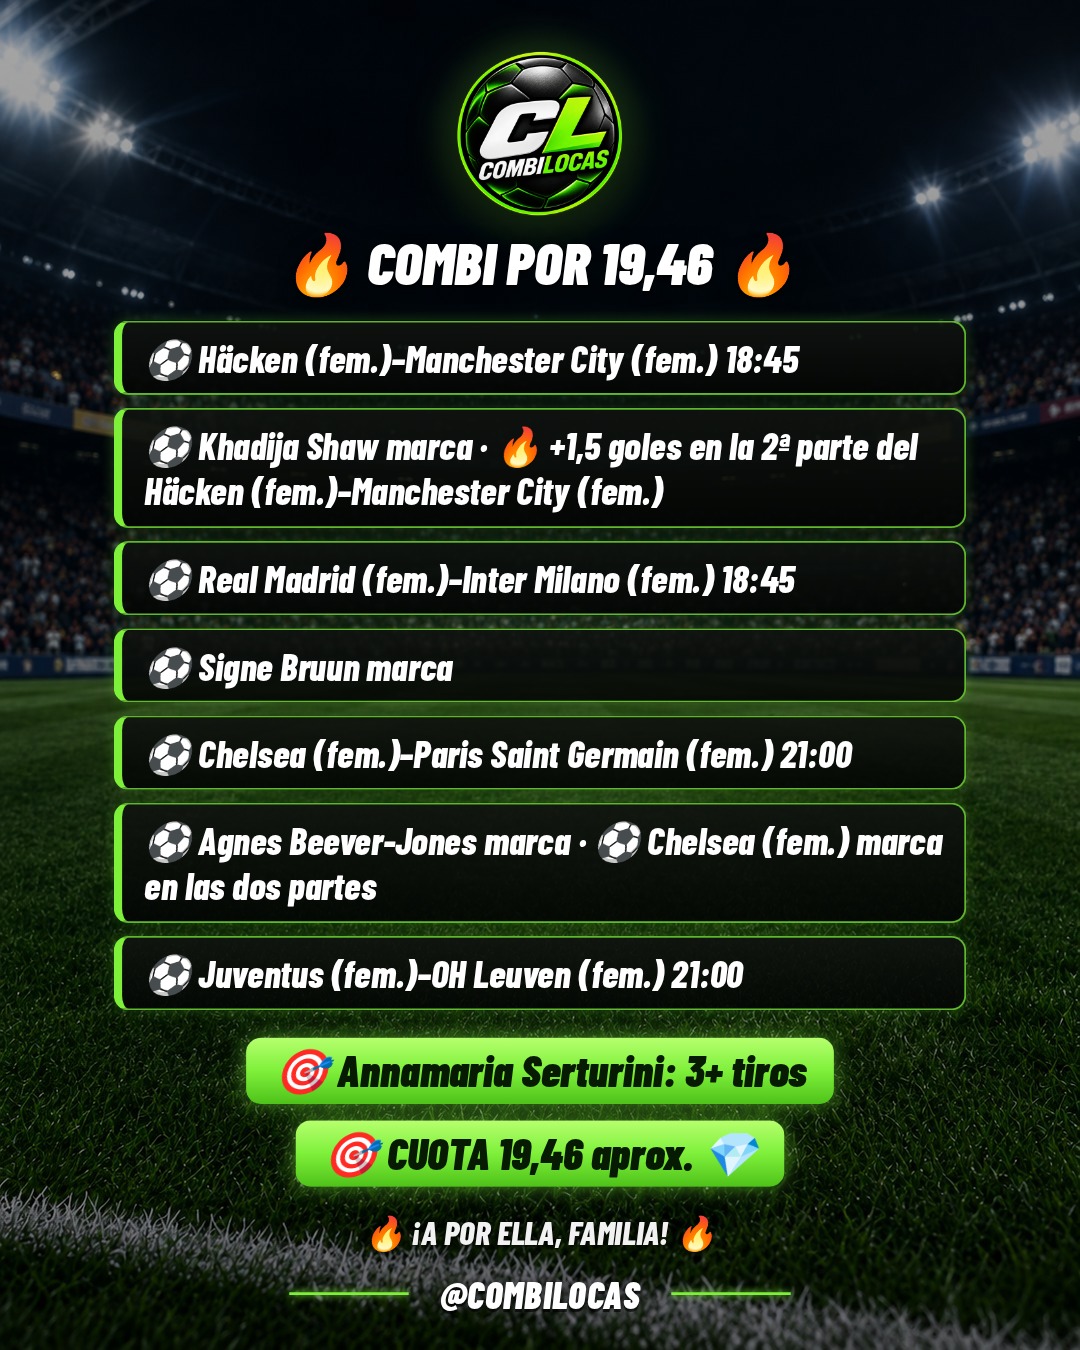 CL
COMBILOCAS
🔥 COMBI POR 19,46 🔥
⚽ Häcken (fem.)-Manchester City (fem.) 18:45
⚽ Khadija Shaw marca · 🔥 +1,5 goles en la 2ª parte del
Häcken (fem.)-Manchester City (fem.)
⚽ Real Madrid (fem.)-Inter Milano (fem.) 18:45
⚽ Signe Bruun marca
⚽ Chelsea (fem.)-Paris Saint Germain (fem.) 21:00
⚽ Agnes Beever-Jones marca · ⚽ Chelsea (fem.) marca
en las dos partes
⚽ Juventus (fem.)-OH Leuven (fem.) 21:00
🎯 Annamaria Serturini: 3+ tiros
🎯 CUOTA 19,46 aprox. 💎
🔥 ¡A POR ELLA, FAMILIA! 🔥
@COMBILOCAS